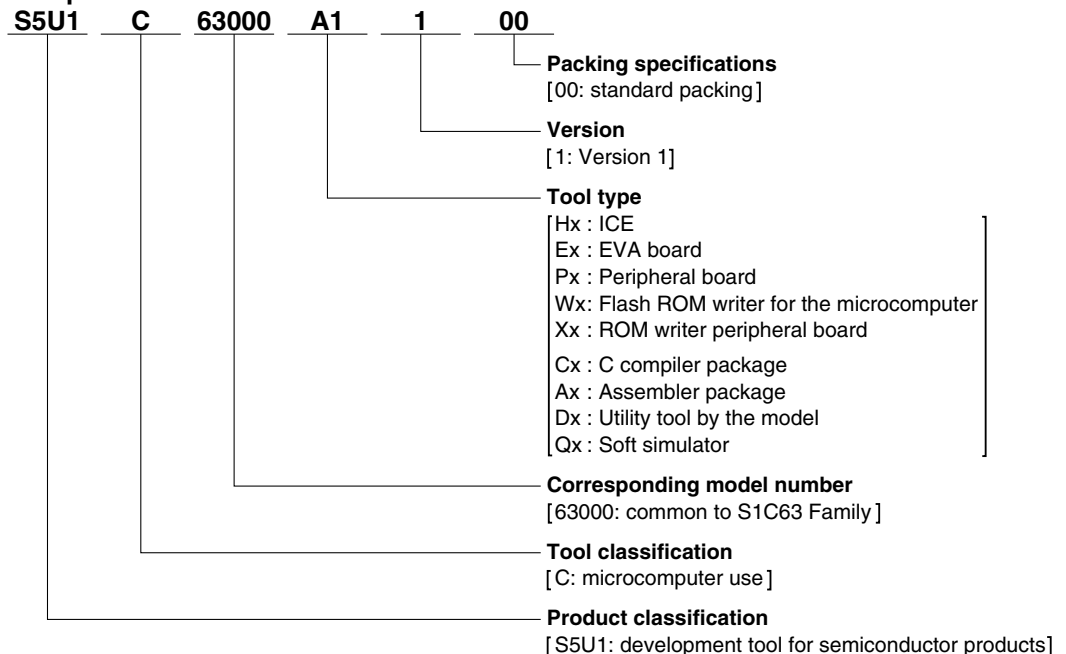 S5U1 C 63000 A1 1 00
Packing specifications
[00: standard packing]
Version
[1: Version 1]
Tool type
[Hx : ICE
Ex : EVA board
Px : Peripheral board
Wx: Flash ROM writer for the microcomputer
Xx : ROM writer peripheral board
Cx : C compiler package
Ax : Assembler package
Dx : Utility tool by the model
Qx : Soft simulator]
Corresponding model number
[63000: common to S1C63 Family]
Tool classification
[C: microcomputer use]
Product classification
[S5U1: development tool for semiconductor products]